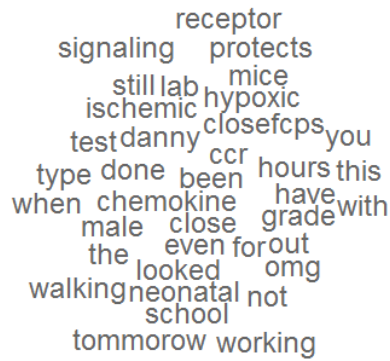 receptor
signaling protects
mice
still lab hypoxic
ischemic
closefcps
test danny you
ccr
type done been hours this
when chemokine have with
male close grade
the even for out
looked omg
walking neonatal not
school
tommorow working